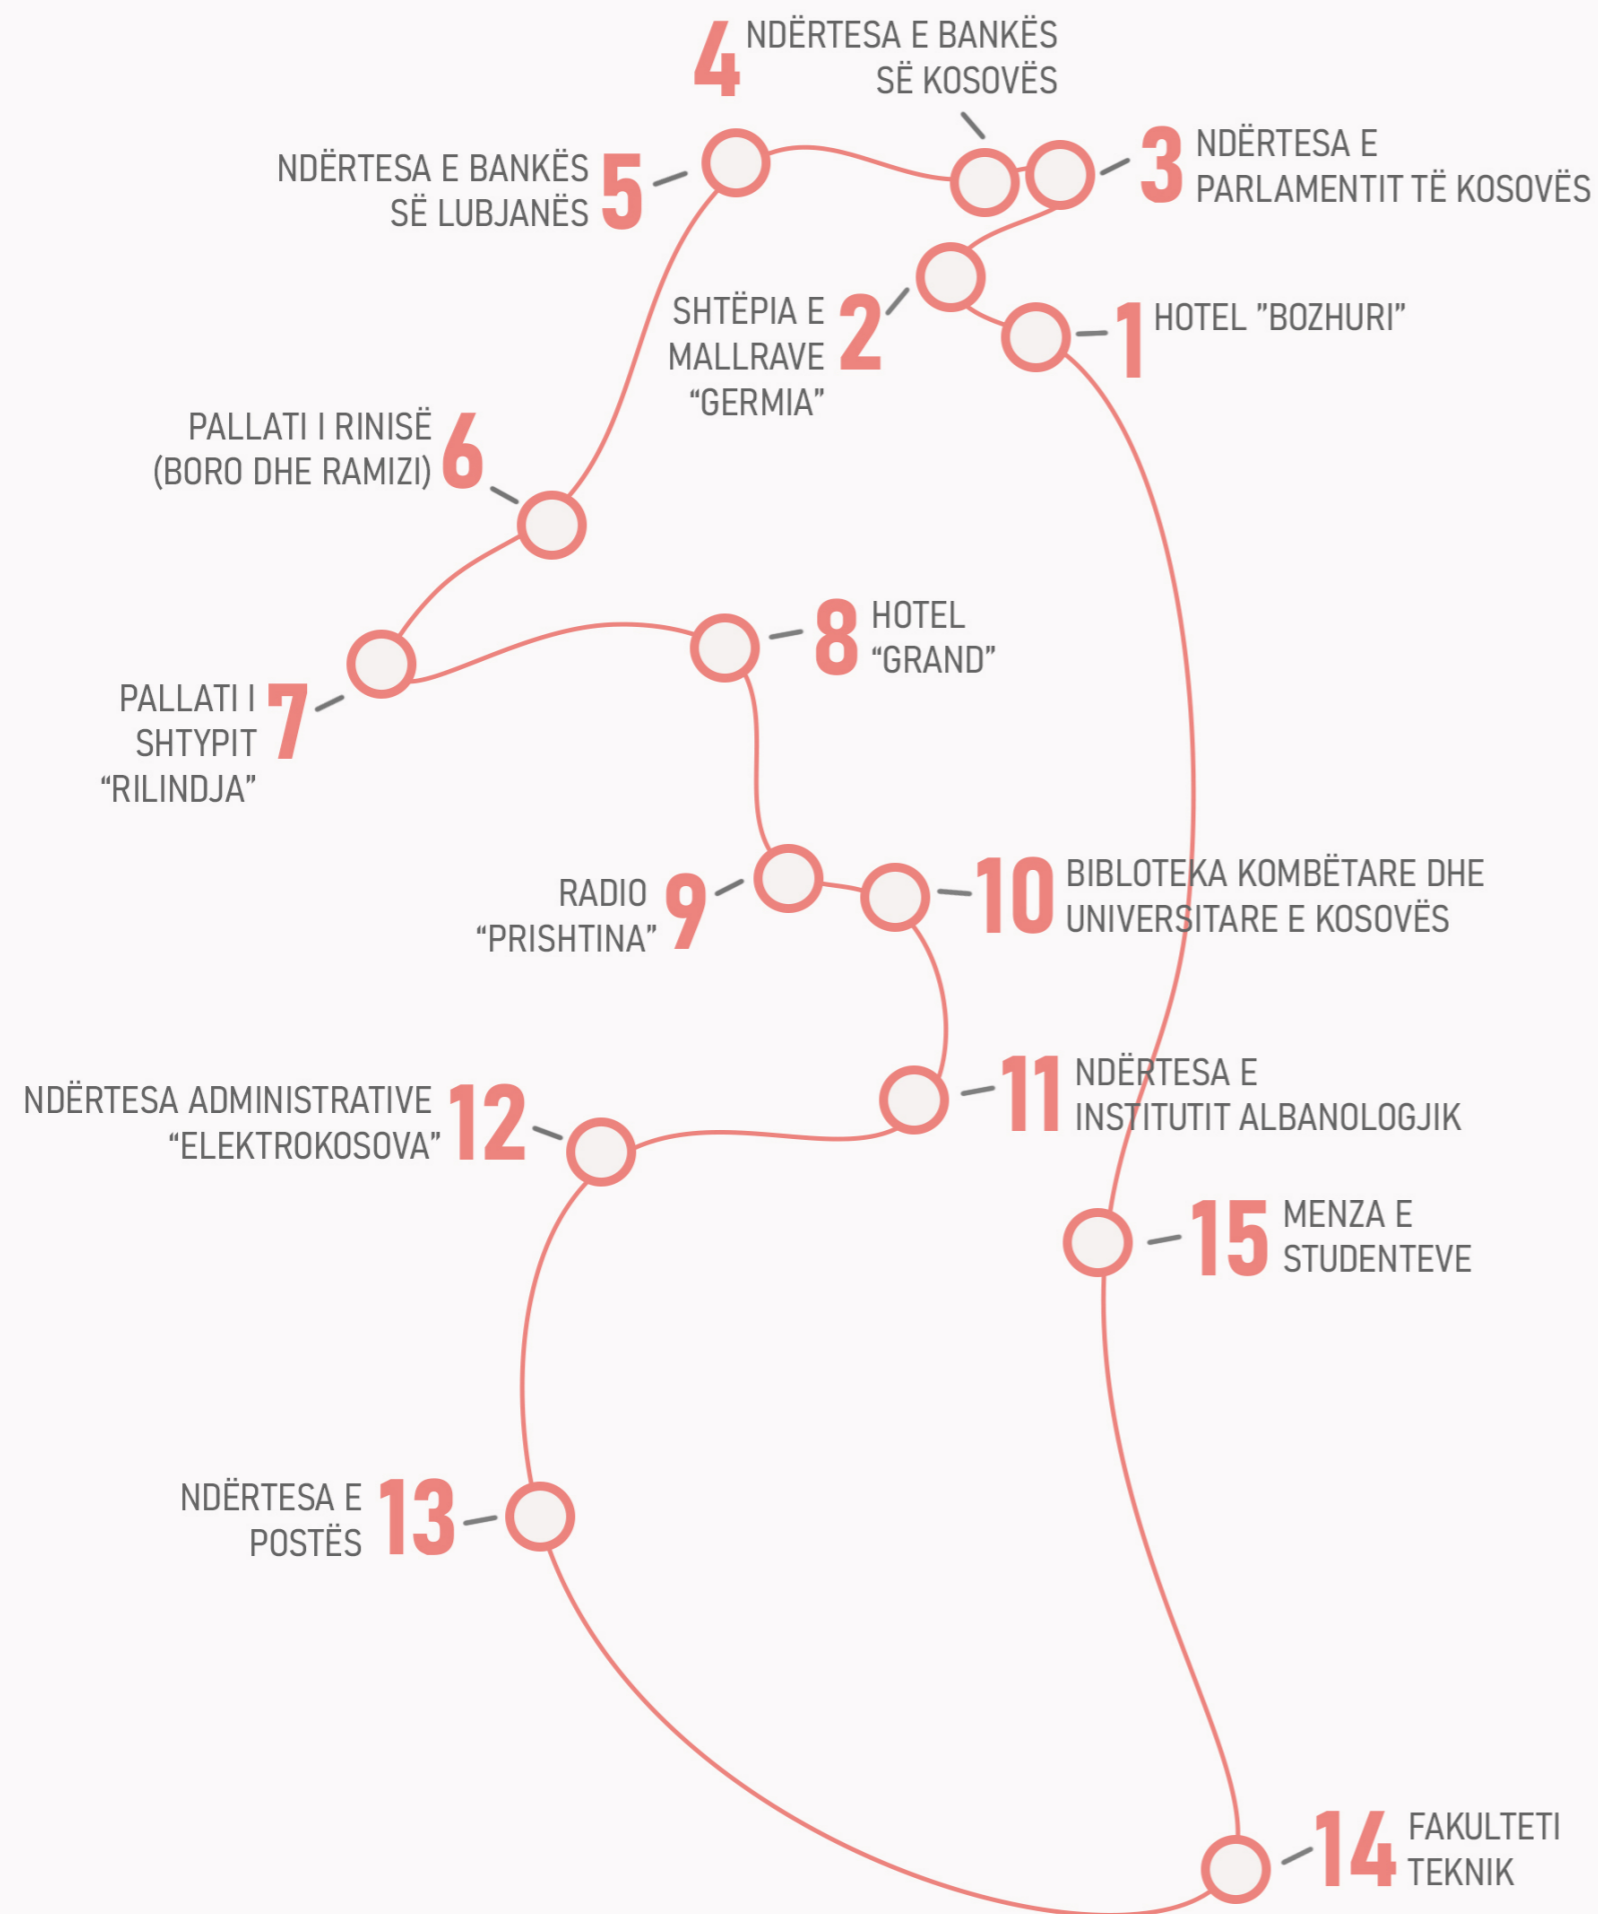 4 NDËRTESA E BANKËS
SË KOSOVËS
3 NDËRTESA E
PARLAMENTIT TË KOSOVËS
NDËRTESA E BANKËS 5
SË LUBJANËS
SHTËPIA E 2
MALLRAVE
“GERMIA”
1 HOTEL ”BOZHURI”
PALLATI I RINISË 6
(BORO DHE RAMIZI)
8 HOTEL
“GRAND”
PALLATI I 7
SHTYPIT
“RILINDJA”
RADIO 9
“PRISHTINA”
10 BIBLOTEKA KOMBËTARE DHE
UNIVERSITARE E KOSOVËS
11 NDËRTESA E
INSTITUTIT ALBANOLOGJIK
NDËRTESA ADMINISTRATIVE 12
“ELEKTROKOSOVA”
15 MENZA E
STUDENTEVE
NDËRTESA E 13
POSTËS
14 FAKULTETI
TEKNIK